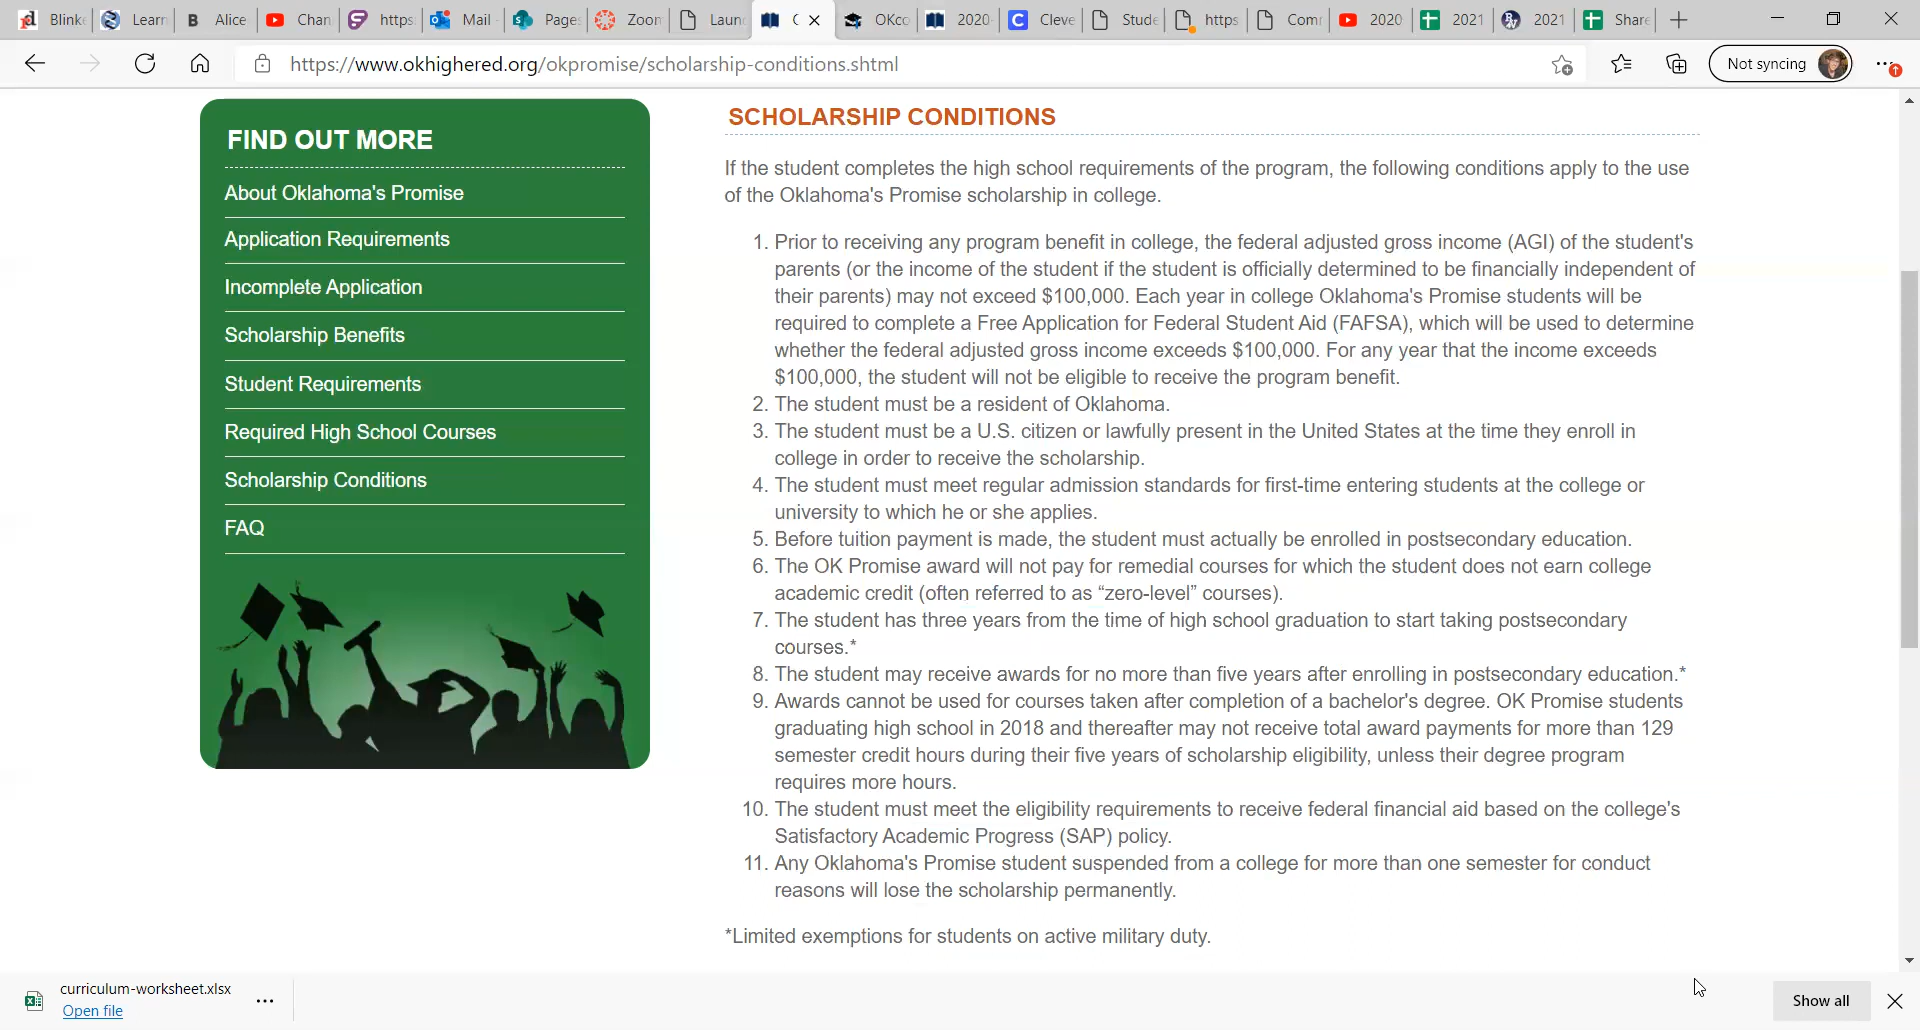 Blinke Learn Alice Chan https Mail Page Zoom Laun OKco 2020- Cleve Stude https Com 2020 2021 2021 Share
https://www.okhighered.org/okpromise/scholarship-conditions.shtml Not syncing
FIND OUT MORE
About Oklahoma's Promise
Application Requirements
Incomplete Application
Scholarship Benefits
Student Requirements
Required High School Courses
Scholarship Conditions
FAQ
SCHOLARSHIP CONDITIONS
If the student completes the high school requirements of the program, the following conditions apply to the use
of the Oklahoma's Promise scholarship in college.
1. Prior to receiving any program benefit in college, the federal adjusted gross income (AGI) of the student's
parents (or the income of the student if the student is officially determined to be financially independent of
their parents) may not exceed $100,000. Each year in college Oklahoma's Promise students will be
required to complete a Free Application for Federal Student Aid (FAFSA), which will be used to determine
whether the federal adjusted gross income exceeds $100,000. For any year that the income exceeds
$100,000, the student will not be eligible to receive the program benefit.
2. The student must be a resident of Oklahoma.
3. The student must be a U.S. citizen or lawfully present in the United States at the time they enroll in
college in order to receive the scholarship.
4. The student must meet regular admission standards for first-time entering students at the college or
university to which he or she applies.
5. Before tuition payment is made, the student must actually be enrolled in postsecondary education.
6. The OK Promise award will not pay for remedial courses for which the student does not earn college
academic credit (often referred to as “zero-level” courses).
7. The student has three years from the time of high school graduation to start taking postsecondary
courses.*
8. The student may receive awards for no more than five years after enrolling in postsecondary education.*
9. Awards cannot be used for courses taken after completion of a bachelor's degree. OK Promise students
graduating high school in 2018 and thereafter may not receive total award payments for more than 129
semester credit hours during their five years of scholarship eligibility, unless their degree program
requires more hours.
10. The student must meet the eligibility requirements to receive federal financial aid based on the college's
Satisfactory Academic Progress (SAP) policy.
11. Any Oklahoma's Promise student suspended from a college for more than one semester for conduct
reasons will lose the scholarship permanently.
*Limited exemptions for students on active military duty.
curriculum-worksheet.xlsx
Open file
Show all